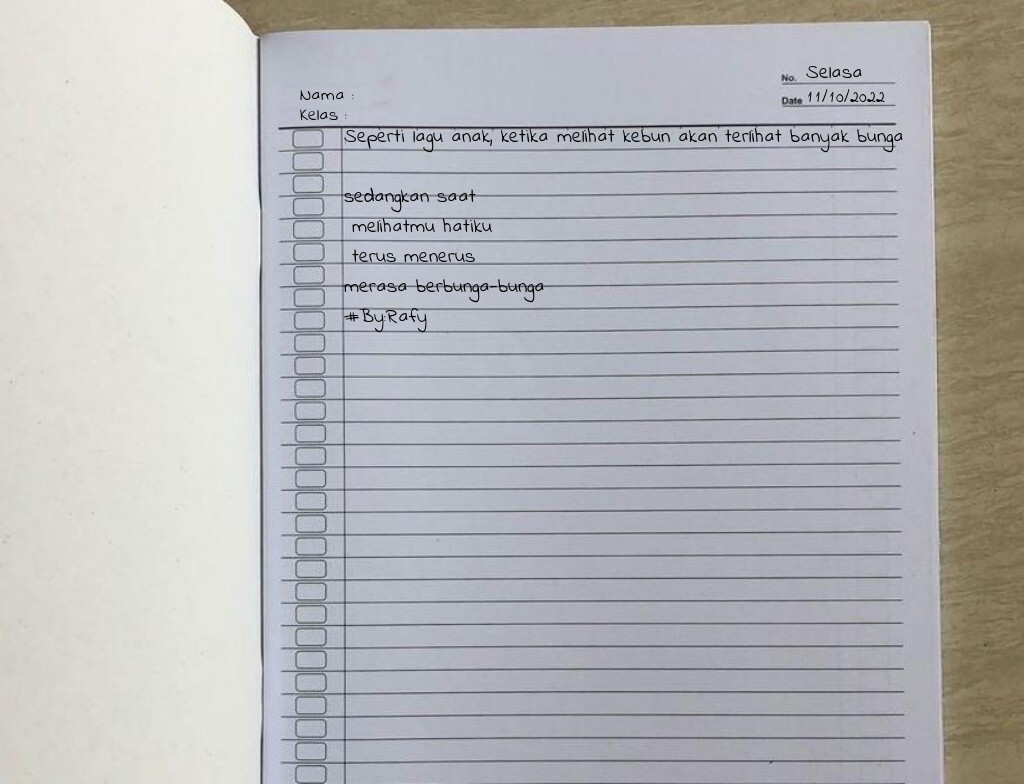 No. Selasa
Nama :
Date 11/10/2022
Kelas :
Seperti lagu anak, ketika melihat kebun akan terlihat banyak bunga
sedangkan saat
melihatmu hatiku
terus menerus
merasa berbunga-bunga
#By:Rafy